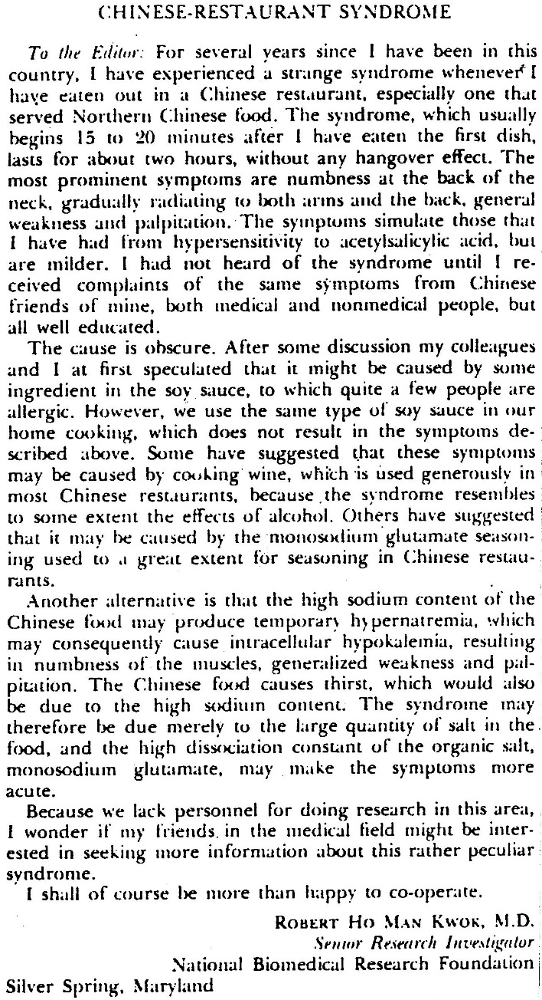 CHINESE-RESTAURANT SYNDROME
To the Editor: For several years since I have been in this
country, I have experienced a strange syndrome whenever I
have eaten out in a Chinese restaurant, especially one that
served Northern Chinese food. The syndrome, which usually
begins 15 to 20 minutes after I have eaten the first dish,
lasts for about two hours, without any hangover effect. The
most prominent symptoms are numbness at the back of the
neck, gradually radiating to both arms and the back, general
weakness and palpitation. The symptoms simulate those that
I have had from hypersensitivity to acetylsalicylic acid, but
are milder. I had not heard of the syndrome until I re-
ceived complaints of the same symptoms from Chinese
friends of mine, both medical and nonmedical people, but
all well educated.
The cause is obscure. After some discussion my colleagues
and I at first speculated that it might be caused by some
ingredient in the soy sauce, to which quite a few people are
allergic. However, we use the same type of soy sauce in our
home cooking, which does not result in the symptoms de-
scribed above. Some have suggested that these symptoms
may be caused by cooking wine, which is used generously in
most Chinese restaurants, because the syndrome resembles
to some extent the effects of alcohol. Others have suggested
that it may be caused by the monosodium glutamate season-
ing used to a great extent for seasoning in Chinese restau-
rants.
Another alternative is that the high sodium content of the
Chinese food may produce temporary hypernatremia, which
may consequently cause intracellular hypokalemia, resulting
in numbness of the muscles, generalized weakness and pal-
pitation. The Chinese food causes thirst, which would also
be due to the high sodium content. The syndrome may
therefore be due merely to the large quantity of salt in the
food, and the high dissociation constant of the organic salt,
monosodium glutamate, may make the symptoms more
acute.
Because we lack personnel for doing research in this area,
I wonder if my friends in the medical field might be inter-
ested in seeking more information about this rather peculiar
syndrome.
I shall of course be more than happy to co-operate.
ROBERT HO MAN KWOK, M.D.
Senior Research Investigator
National Biomedical Research Foundation
Silver Spring, Maryland